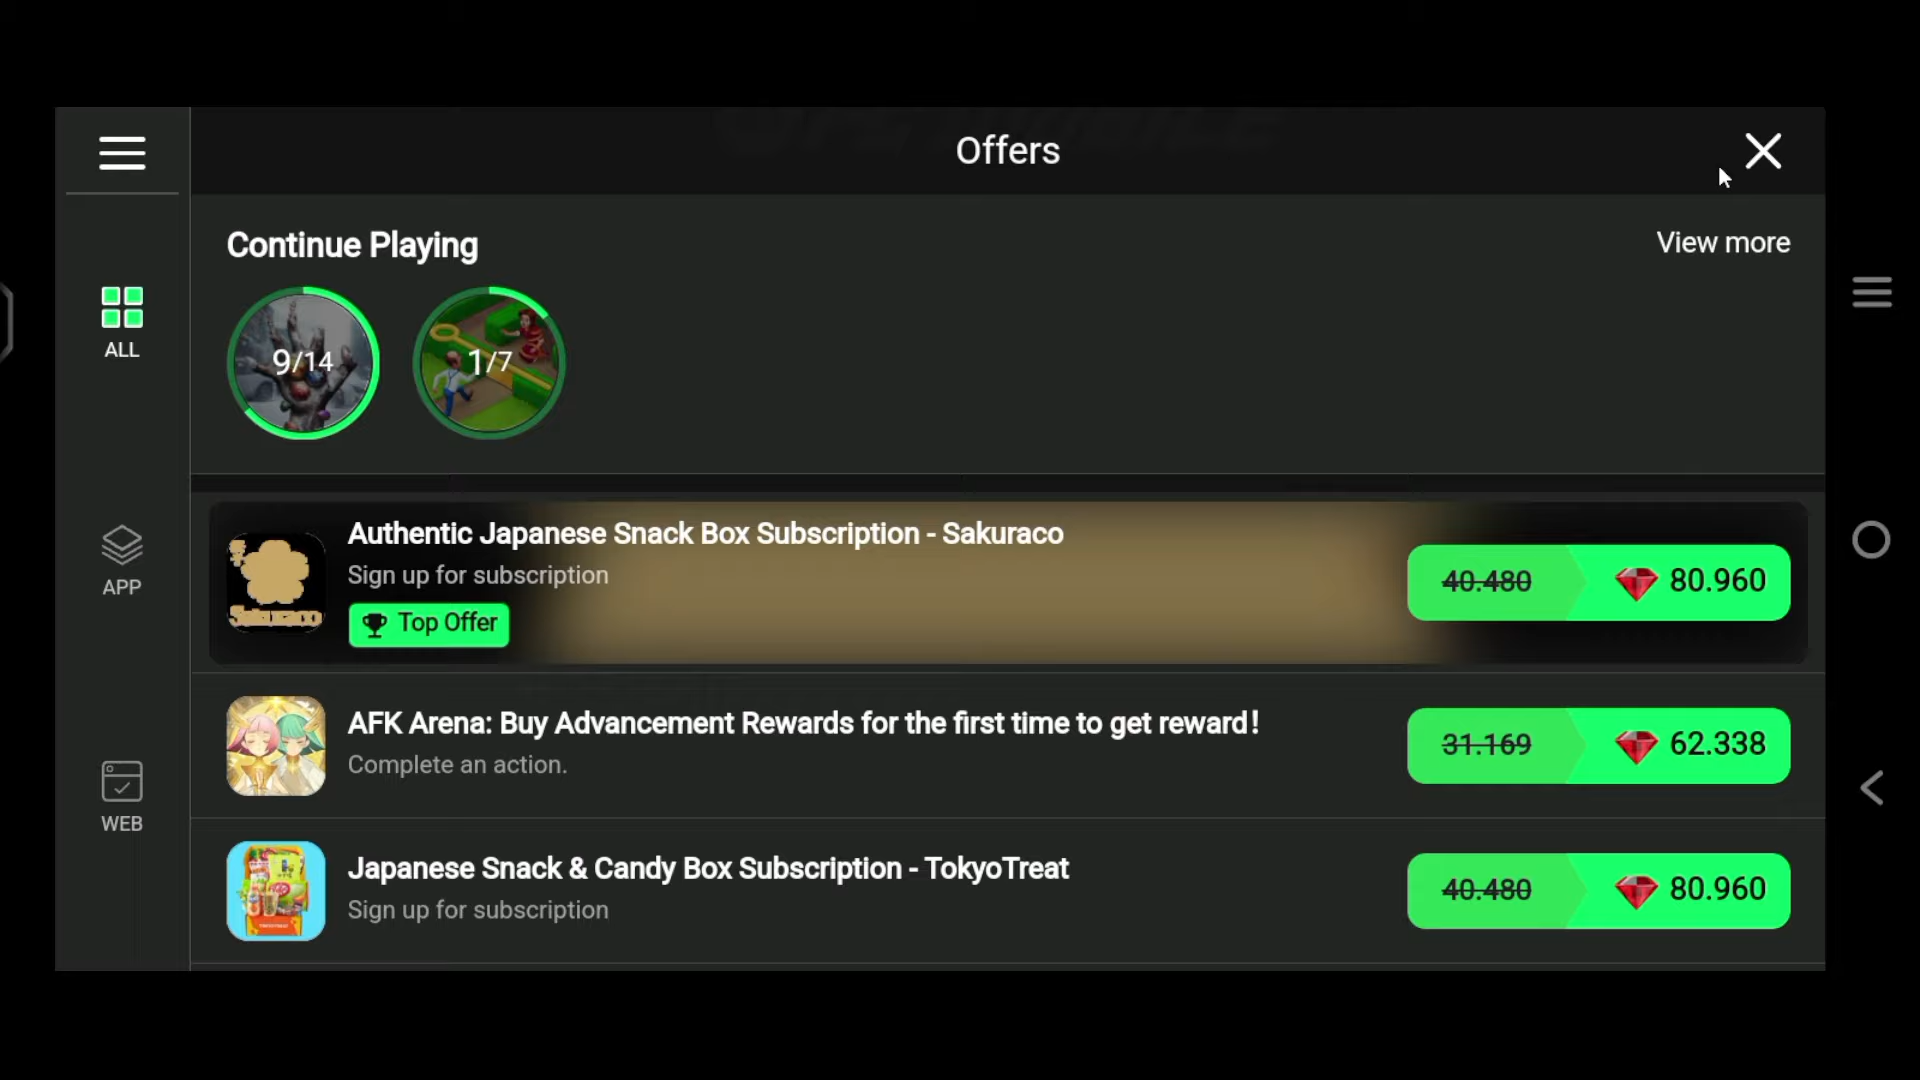 Offers
Continue Playing
View more
9/14
1/7
ALL
APP
WEB
Authentic Japanese Snack Box Subscription - Sakuraco
Sign up for subscription
Top Offer
40.480
80.960
Sakuraco
AFK Arena: Buy Advancement Rewards for the first time to get reward!
Complete an action.
31.169
62.338
Japanese Snack & Candy Box Subscription - TokyoTreat
Sign up for subscription
40.480
80.960